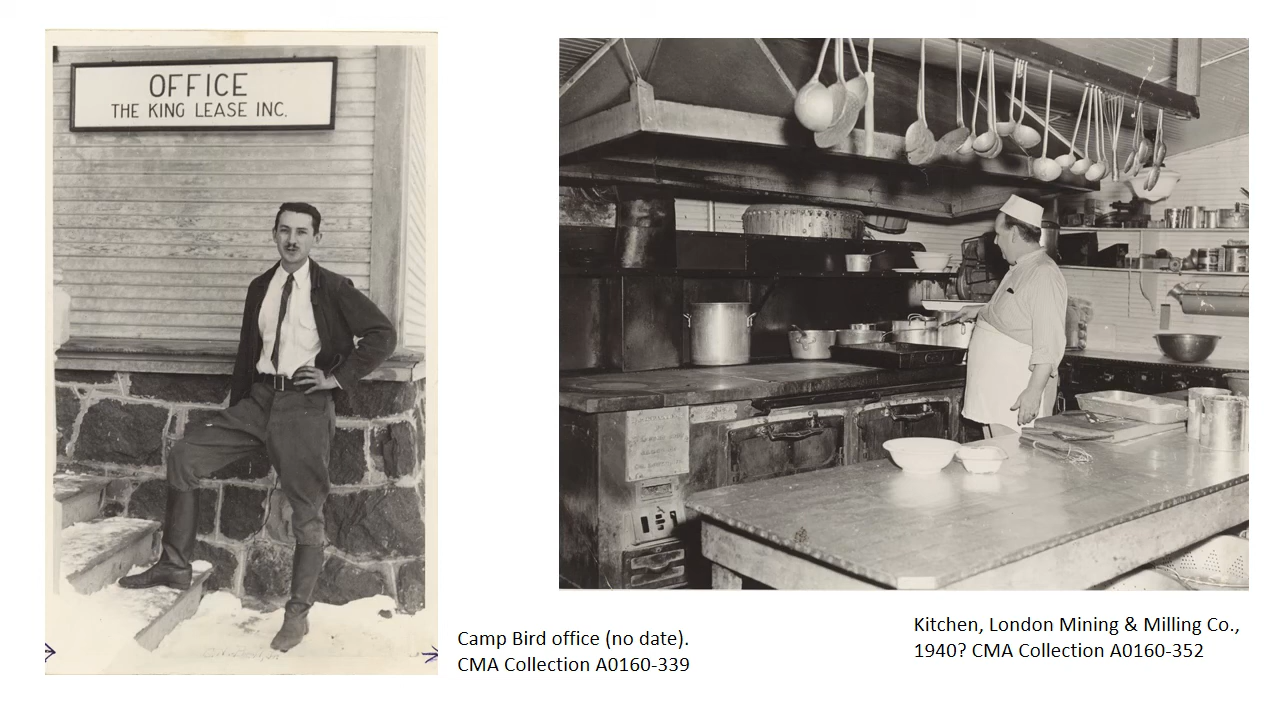 OFFICE
THE KING LEASE INC.
Camp Bird office (no date).
CMA Collection A0160-339
Kitchen, London Mining & Milling Co.,
1940? CMA Collection A0160-352